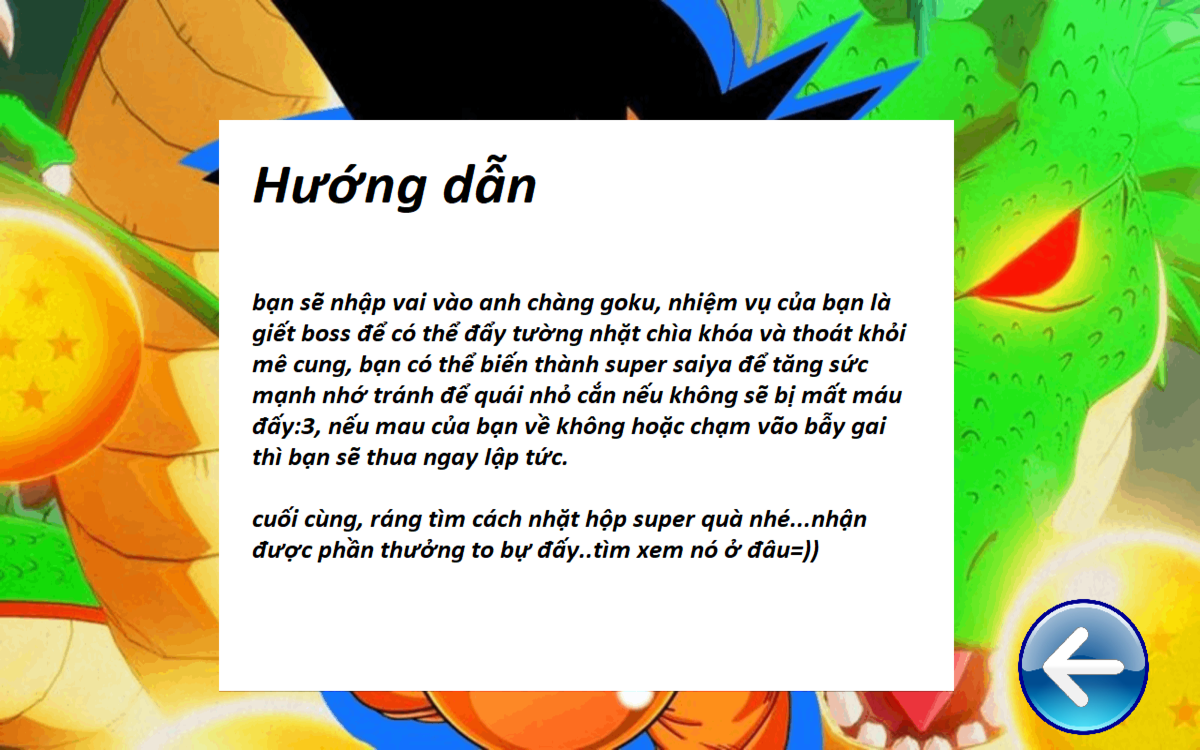 Hướng dẫn
bạn sẽ nhập vai vào anh chàng goku, nhiệm vụ của bạn là
giết boss để có thể đẩy tường nhặt chìa khóa và thoát khỏi
mê cung, bạn có thể biến thành super saiya để tăng sức
mạnh nhớ tránh để quái nhỏ cắn nếu không sẽ bị mất máu
đấy:3, nếu mau của bạn về không hoặc chạm vão bẫy gai
thì bạn sẽ thua ngay lập tức.
cuối cùng, ráng tìm cách nhặt hộp super quà nhé...nhận
được phần thưởng to bự đấy..tìm xem nó ở đâu=))